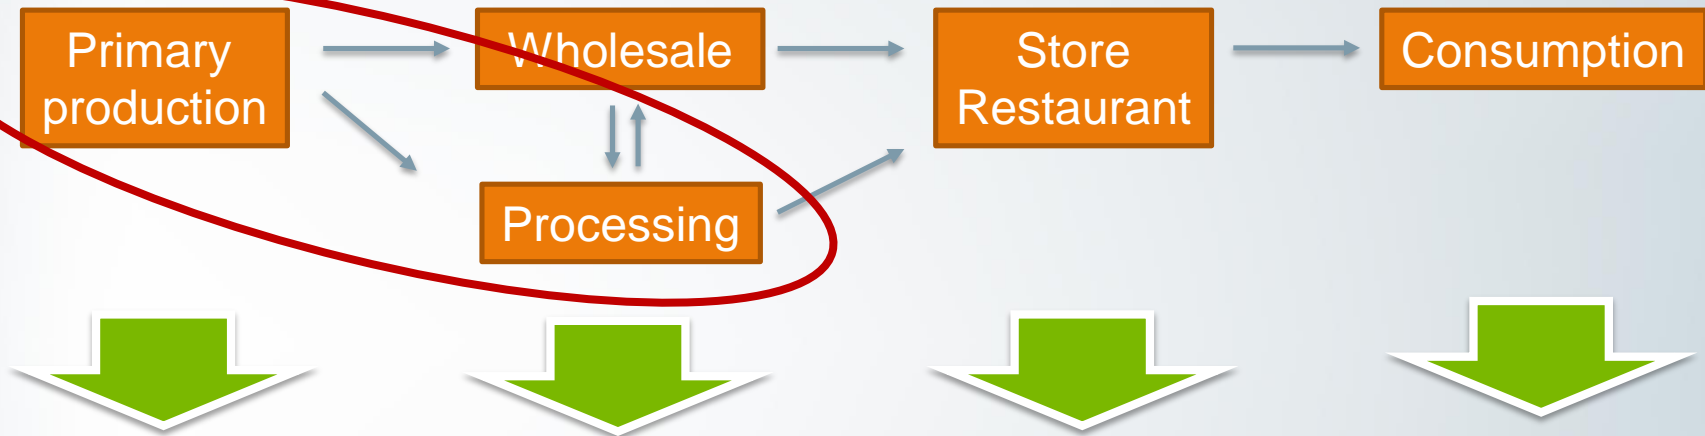 Primary
production
Wholesale
Processing
Store
Restaurant
Consumption